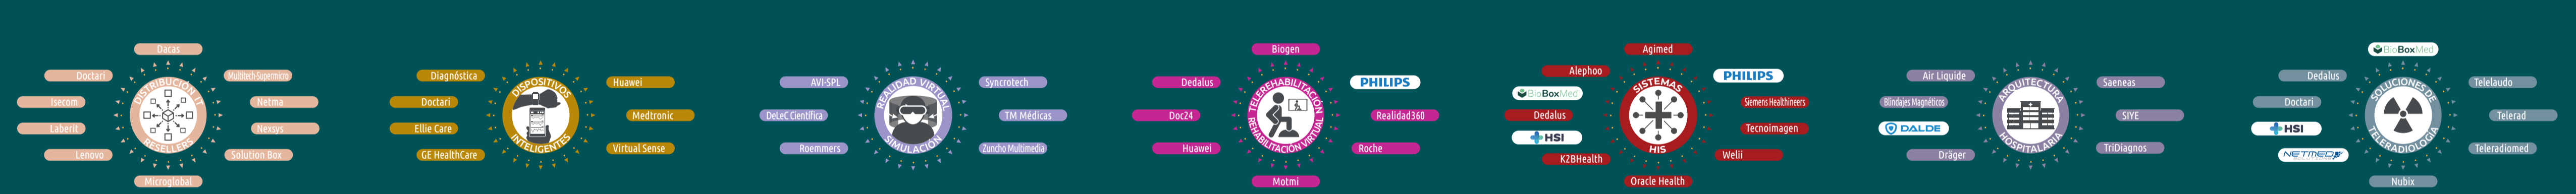 Dacas
Doctari
Multitech-Supermicro
Isecom
Netma
Laberit
Nexsys
Lenovo
Solution Box
Microglobal
DISTRIBUCIÓN IT
RESELLERS
Diagnóstica
Huawei
Doctari
Medtronic
Ellie Care
Virtual Sense
GE HealthCare
DISPOSITIVOS
INTELIGENTES
AVI-SPL
Syncrotech
DeLeC Científica
TM Médicas
Roemmers
Zuncho Multimedia
REALIDAD VIRTUAL
SIMULACIÓN
Biogen
Dedalus
PHILIPS
Doc24
Realidad360
Huawei
Roche
Motmi
TELEREHABILITACIÓN
REHABILITACIÓN VIRTUAL
Agimed
Alephoo
PHILIPS
BioBoxMed
Siemens Healthineers
Dedalus
Tecnoimagen
HSI
Welii
K2BHealth
Oracle Health
SISTEMAS
HIS
Air Liquide
Saeneas
Blindajes Magnéticos
SIYE
DALDE
TriDiagnos
Dräger
ARQUITECTURA
HOSPITALARIA
BioBoxMed
Dedalus
Telelaudo
Doctari
Telerad
HSI
Teleradiomed
NETMED
Nubix
SOLUCIONES DE
TELERADIOLOGÍA